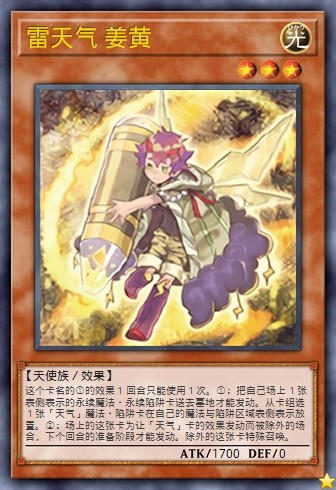 雷天气 姜黄
光
【天使族／效果】
这个卡名的①的效果１回合只能使用１次。①：把自己场上１张
表侧表示的永续魔法·永续陷阱卡送去墓地才能发动。从卡组选
１张「天气」魔法·陷阱卡在自己的魔法与陷阱区域表侧表示放
置。②：场上的这张卡为让「天气」卡的效果发动而被除外的场
合，下个回合的准备阶段才能发动。除外的这张卡特殊召唤。
ATK/1700 DEF/0